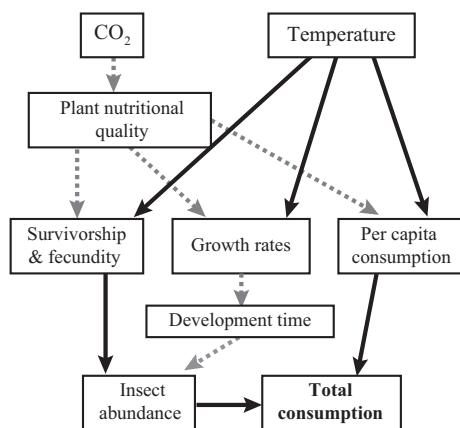 CO₂
Temperature
Plant nutritional
quality
Survivorship
& fecundity
Growth rates
Per capita
consumption
Development time
Insect
abundance
Total
consumption